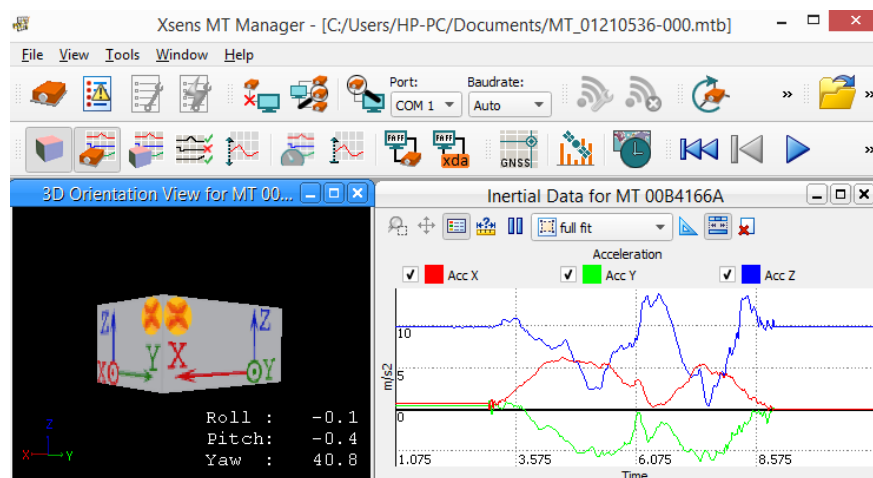 Xsens MT Manager - [C:/Users/HP-PC/Documents/MT_01210536-000.mtb]
File View Tools Window Help
Port: Baudrate:
COM 1 Auto
»
»
FAFF FAFF
xda GNSS
»
3D Orientation View for MT 00... Inertial Data for MT 00B4166A
full fit
Acceleration
Acc X Acc Y Acc Z
Z Z
X Y X Y
Roll : -0.1
Pitch: -0.4
Yaw : 40.8
Z
X Y
m/s2
10
5
0
1.075 3.575 6.075 8.575
Time